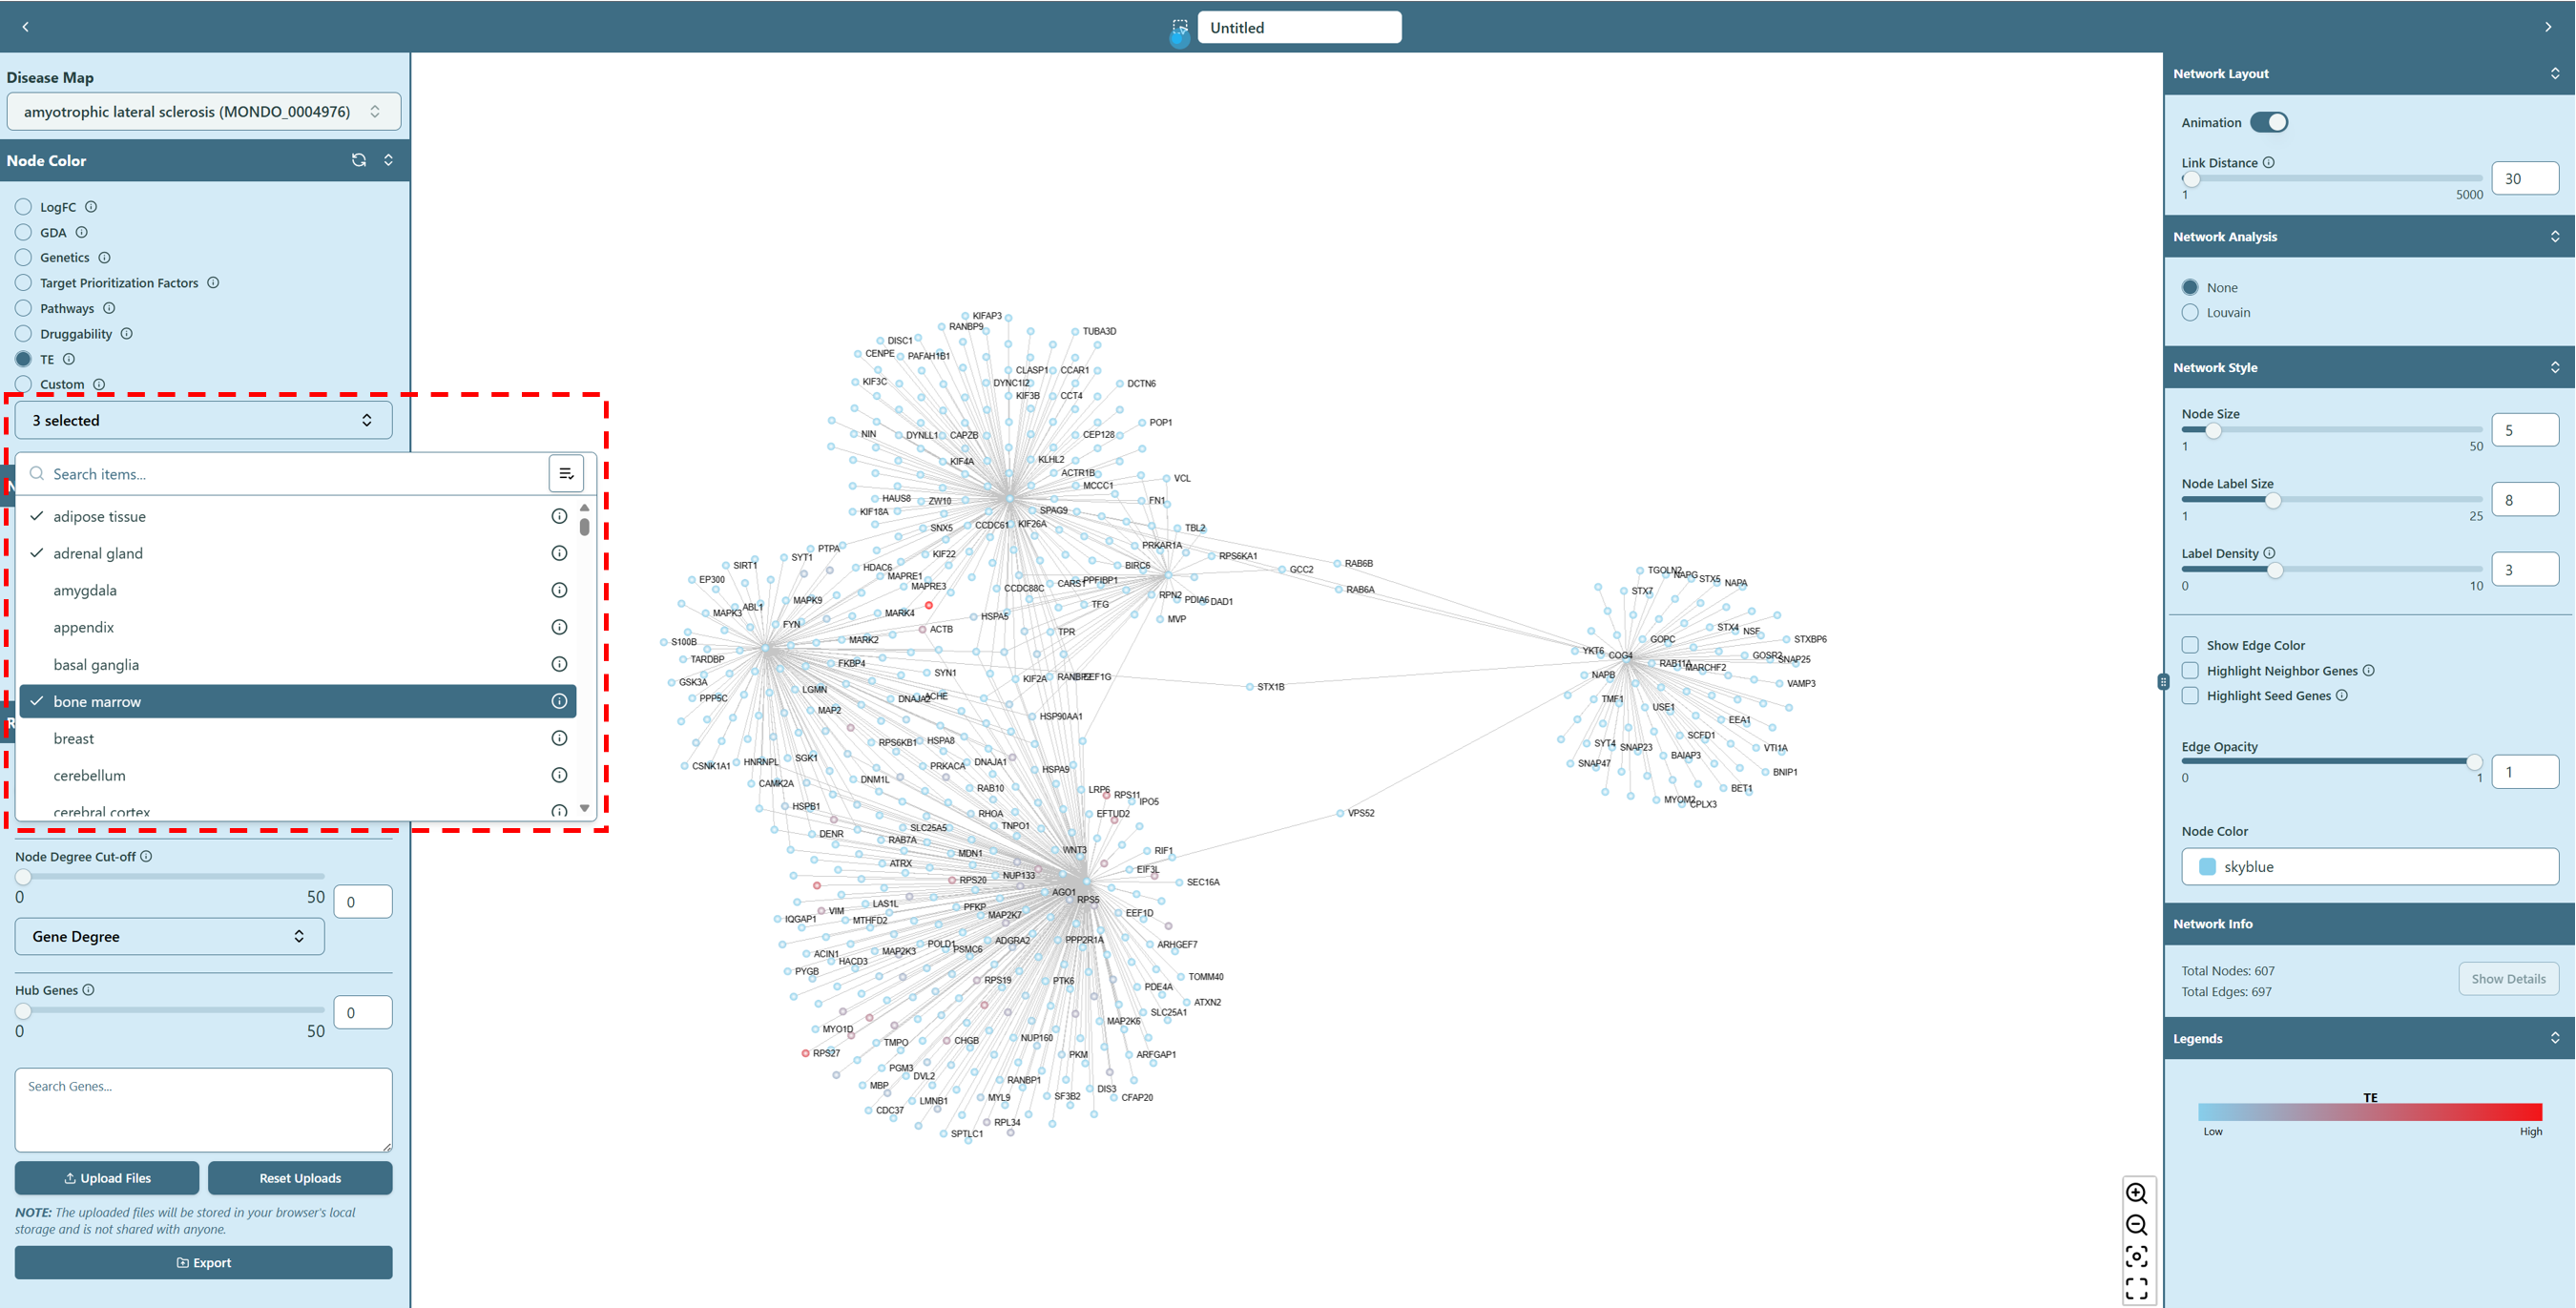 Untitled
Disease Map
amyotrophic lateral sclerosis (MONDO_0004976)
Node Color
LogFC
GDA
Genetics
Target Prioritization Factors
Pathways
Druggability
TE
Custom
3 selected
Search items...
adipose tissue
adrenal gland
amygdala
appendix
basal ganglia
bone marrow
breast
cerebellum
cerebral cortex
Node Degree Cut-off
0 50 0
Gene Degree
Hub Genes
0 50 0
Search Genes...
Upload Files Reset Uploads
NOTE: The uploaded files will be stored in your browser's local
storage and is not shared with anyone.
Export
KIFAP3
RANBP9
TUBA3D
DISC1
CENPE PAFAH1B1
CLASP1 CCAR1
KIF3C DYNC1I2 DCTN6
KIF3B CCT4
POP1
NIN DYNLL1 CAPZB CEP128
KIF4A KLHL2
ACTR1B
VCL
MCCC1
HAUS8 ZW10 FN1
KIF18A SPAG9
SNX5 CCDC61 KIF26A TBL2
PTPA PRKAR1A
SYT1 KIF22 RPS6KA1
SIRT1 HDAC6 BIRC6 GCC2 RAB6B
EP300 MAPRE1 CARS1 PPFIBP1
MAPRE3 CCDC88C RAB6A
ABL1 MAPK9 RPN2 PDIA6 DAD1
MAPK3 MARK4 TFG
FYN HSPA5 MVP
ACTB TPR
S100B MARK2
TARDBP FKBP4
SYN1 KIF2A EEF1G
GSK3A LGMN STX1B
PPP5C DNAJA2 ACHE
MAP2 HSP90AA1
RPS6KB1 HSPA8
SGK1 DNAJA1
CSNK1A1 HNRNPL PRKACA HSPA9
CAMK2A DNM1L
RAB10 LRP6 RPS11
HSPB1 IPO5
RHOA EFTUD2 VPS52
SLC25A5 TNPO1
DENR RAB7A
MDN1 WNT3 RIF1
ATRX
NUP133 EIF3L
RPS20 SEC16A
AGO1
LAS1L RPS5
VIM PFKP EEF1D
IQGAP1 MTHFD2 MAP2K7
POLD1 ADGRA2 PPP2R1A ARHGEF7
ACIN1 MAP2K3 PSMC6
HACD3
PYGB TOMM40
RPS19 PTK6 PDE4A
ATXN2
SLC25A1
MAP2K6
MYO1D
TMPO CHGB NUP160
RPS27 PKM ARFGAP1
PGM3
DVL2 RANBP1
MBP DIS3
LMNB1 MYL9 SF3B2 CFAP20
CDC37
RPL34
SPTLC1
TGOLN2 NAPG STX5 NAPA
STX7
STX4 NSF
GOPC STXBP6
YKT6 COG4 GOSR2 SNAP25
RAB11A MARCHF2
NAPB VAMP3
TMF1 USE1
EEA1
SCFD1
SYT4 SNAP23 VTI1A
BAIAP3
SNAP47 BNIP1
BET1
MYOM2 CPLX3
Network Layout
Animation
Link Distance
1 5000 30
Network Analysis
None
Louvain
Network Style
Node Size
1 50 5
Node Label Size
1 25 8
Label Density
0 10 3
Show Edge Color
Highlight Neighbor Genes
Highlight Seed Genes
Edge Opacity
0 1 1
Node Color
skyblue
Network Info
Total Nodes: 607
Total Edges: 697
Show Details
Legends
TE
Low High